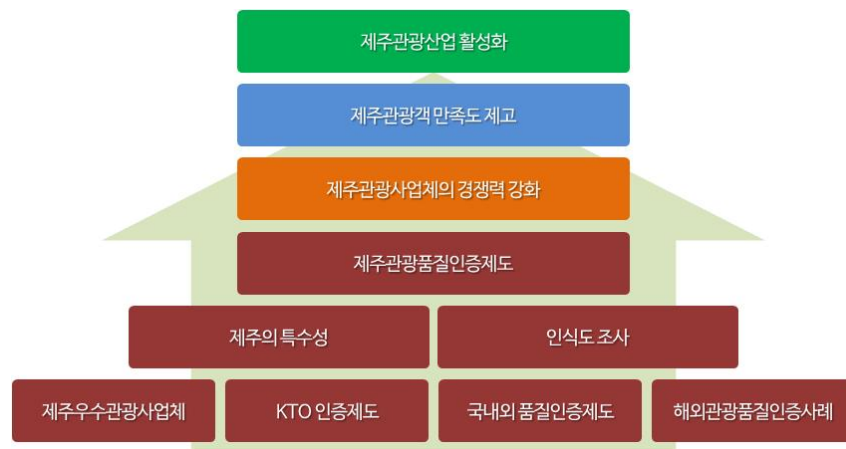 제주관광산업 활성화
제주관광객 만족도 제고
제주관광사업체의 경쟁력 강화
제주관광품질인증제도
제주의 특수성
인식도 조사
제주우수관광사업체
KTO 인증제도
국내외 품질인증제도
해외관광품질인증사례